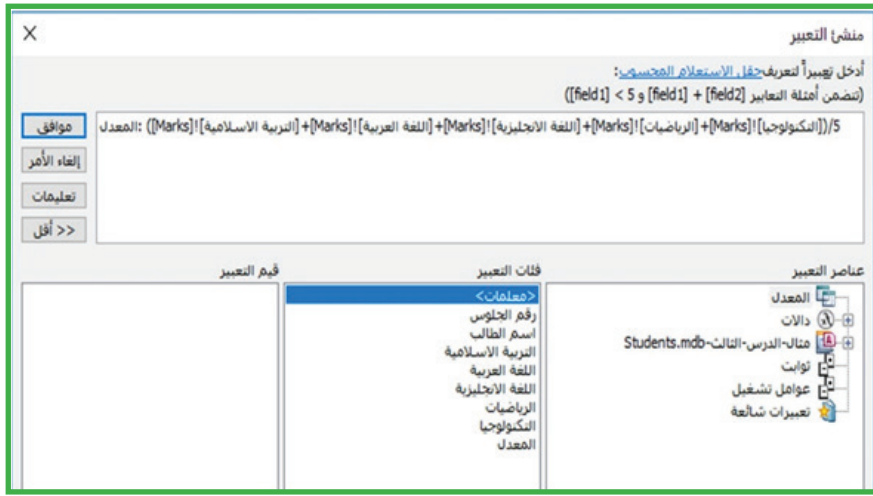 منشئ التعبير
أدخل تعبيراً لتعريف حقل الاستعلام المحسوب:
(تتضمن أمثلة التعابير [field1] + [field2] و [field1] < 5)
المعدل: ([Marks]![التربية الاسلامية]+[Marks]![اللغة العربية]+[Marks]![اللغة الانجليزية]+[Marks]![الرياضيات]+[Marks]![التكنولوجيا])/5
موافق
إلغاء الأمر
تعليمات
<< أقل
عناصر التعبير
المعدل
دالات
مثال-الدرس-الثالث-Students.mdb
ثوابت
عوامل تشغيل
تعبيرات شائعة
فئات التعبير
<معلمات>
رقم الجلوس
اسم الطالب
التربية الاسلامية
اللغة العربية
اللغة الانجليزية
الرياضيات
التكنولوجيا
المعدل
قيم التعبير